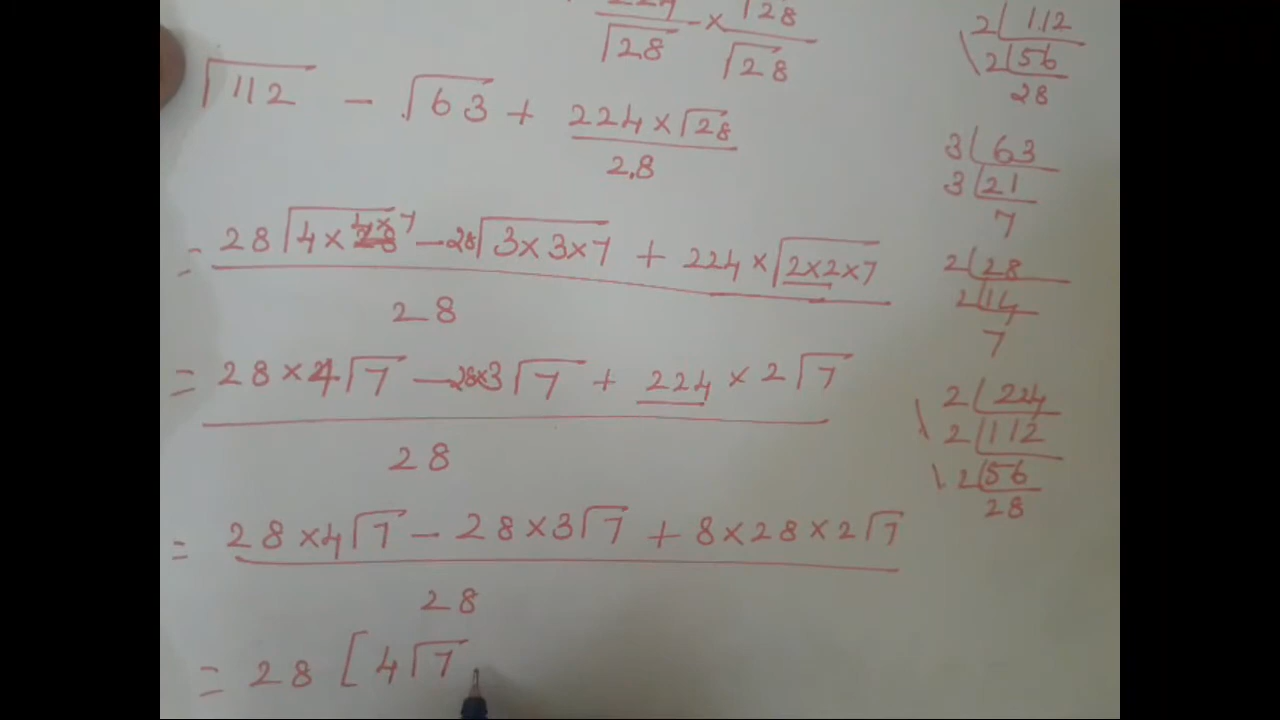 224/√28 × √28/√28
√112 - √63 + 224×√28/28
= 28√4×4×7 - 28√3×3×7 + 224×√2×2×7
28
= 28×4√7 - 28×3√7 + 224×2√7
28
= 28×4√7 - 28×3√7 + 8×28×2√7
28
= 28 [4√7
2 112
2 56
28
3 63
3 21
7
2 28
2 14
7
2 224
2 112
2 56
28